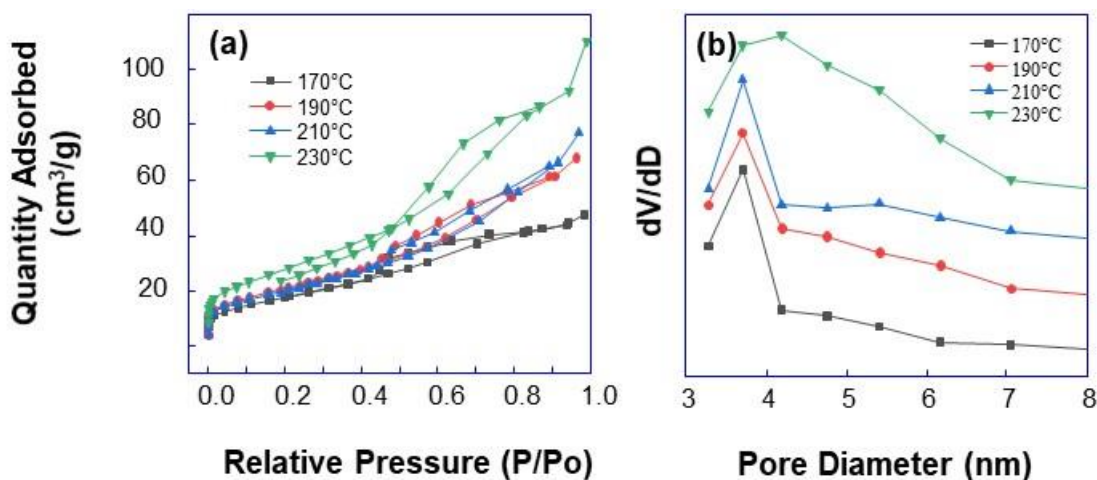 (a)
170°C
190°C
210°C
230°C
100
80
60
40
20
0.0 0.2 0.4 0.6 0.8 1.0
Quantity Adsorbed
(cm³/g)
Relative Pressure (P/Po)
(b)
170°C
190°C
210°C
230°C
dV/dD
3 4 5 6 7 8
Pore Diameter (nm)